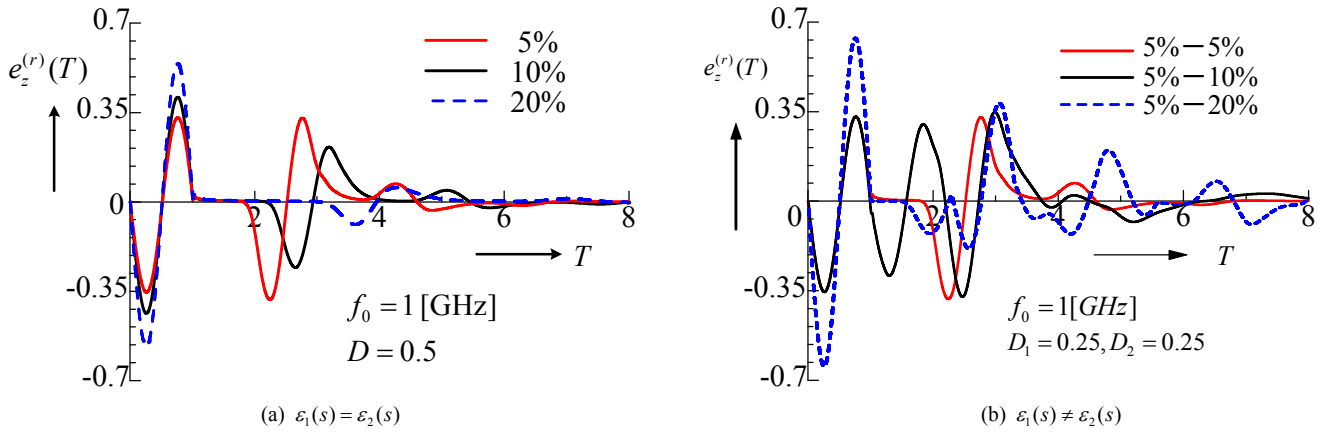 0.7
e_z^{(r)}(T)
0.35
0
-0.35
-0.7
2 4 6 8
T
5%
10%
20%
f_0 = 1 [GHz]
D = 0.5
(a) ε_1(s) = ε_2(s)
0.7
e_z^{(r)}(T)
0.35
0
-0.35
-0.7
2 4 6 8
T
5%－5%
5%－10%
5%－20%
f_0 = 1[GHz]
D_1 = 0.25, D_2 = 0.25
(b) ε_1(s) ≠ ε_2(s)